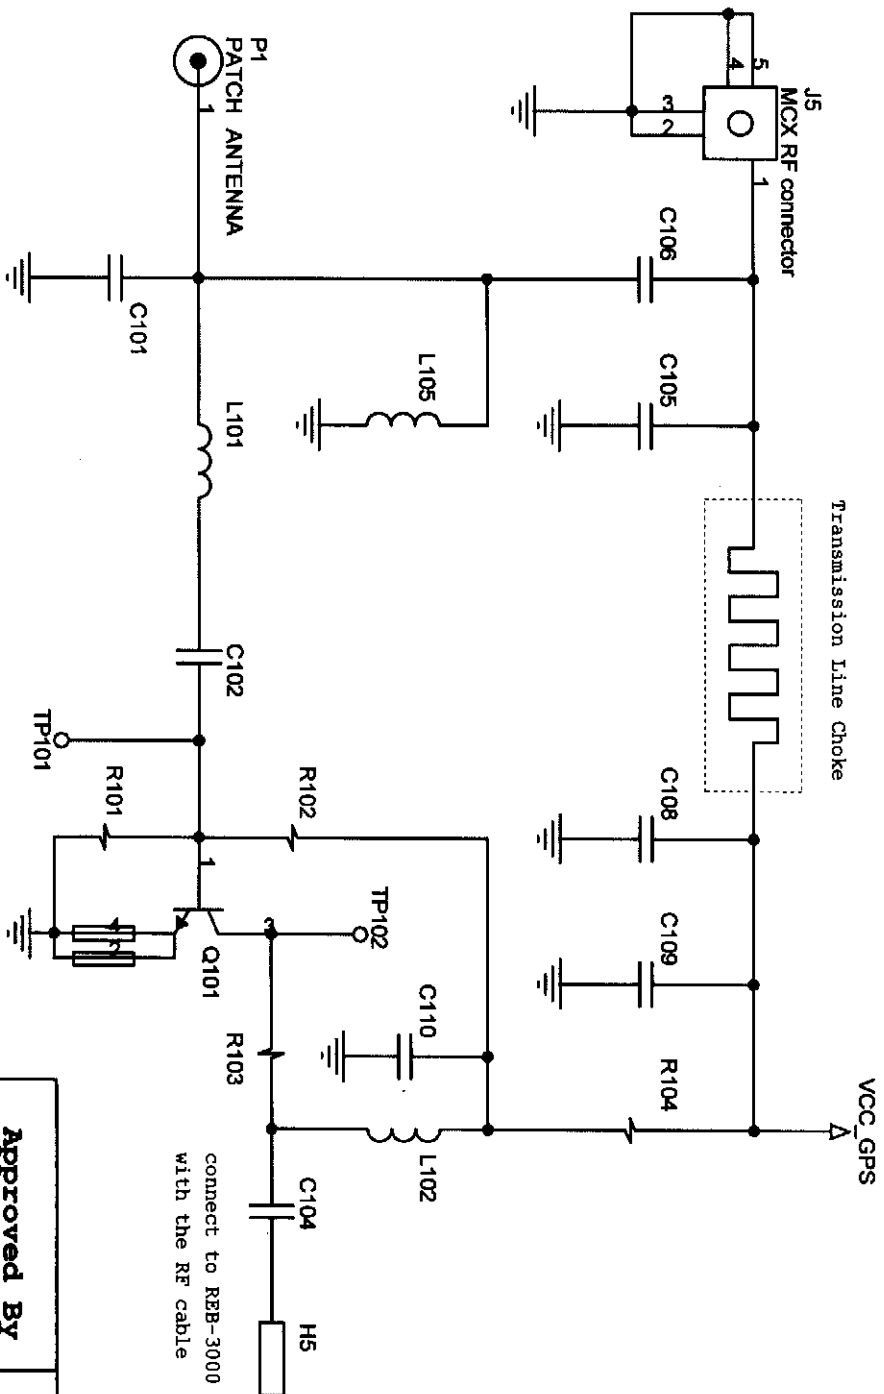 J5
MCX RF connector
5
4
3
2
1
P1
PATCH ANTENNA
1
C106
C105
C101
L105
L101
C102
TP101
Transmission Line Choke
C108
C109
R104
VCC_GPS
R101
R102
1
4
2
Q101
3
TP102
R103
C110
L102
C104
H5
connect to REB-3000
with the RF cable
Approved By